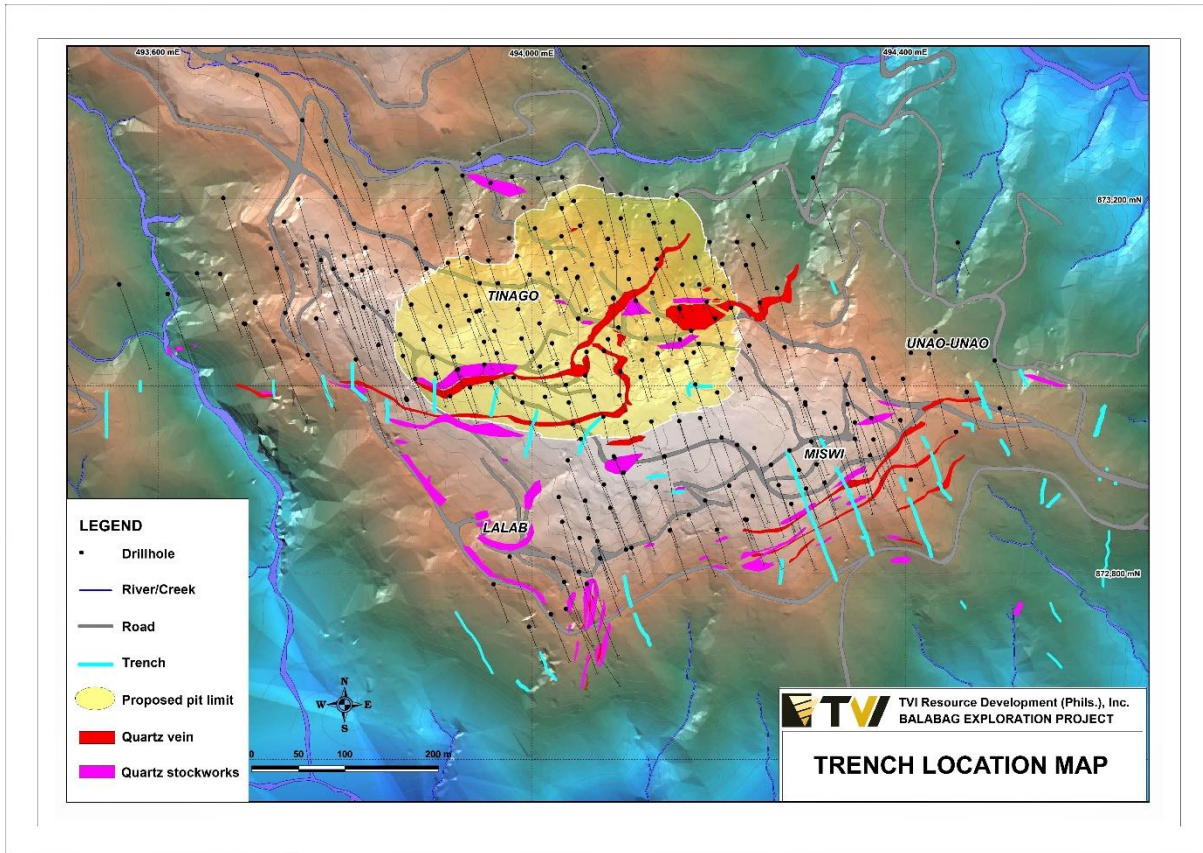 493,600 mE
494,000 mE
494,400 mE
873,200 mN
TINAGO
UNAO-UNAO
MISWI
LALAB
872,800 mN
LEGEND
Drillhole
River/Creek
Road
Trench
Proposed pit limit
Quartz vein
Quartz stockworks
N
W E
S
0 50 100 200 m
TVI
TVI Resource Development (Phils.), Inc.
BALABAG EXPLORATION PROJECT
TRENCH LOCATION MAP